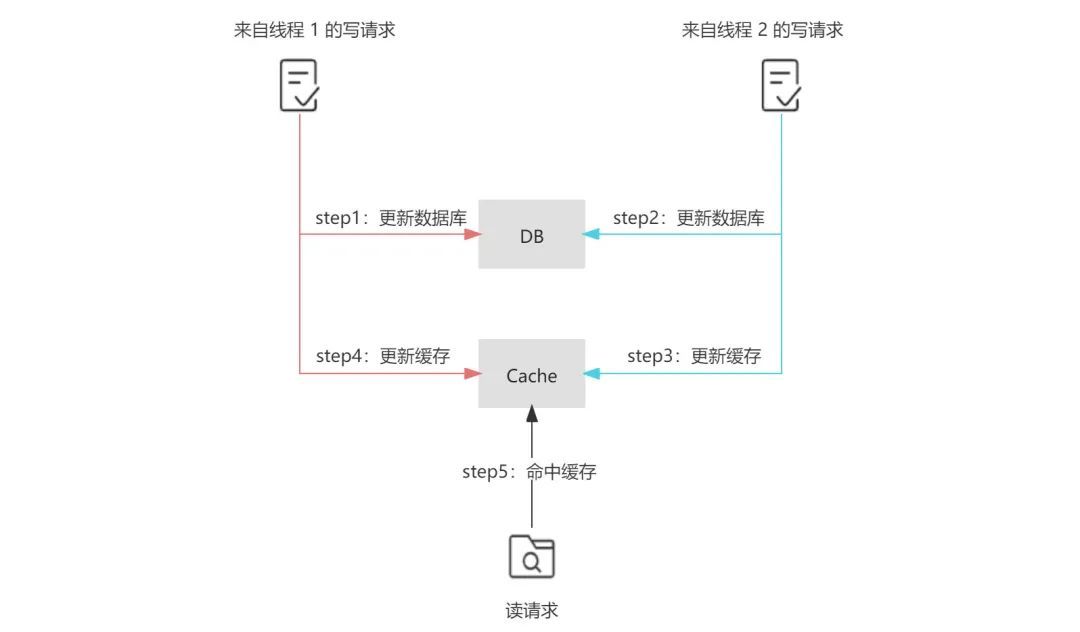 来自线程 1 的写请求
来自线程 2 的写请求
step1：更新数据库
DB
step2：更新数据库
step4：更新缓存
Cache
step3：更新缓存
step5：命中缓存
读请求